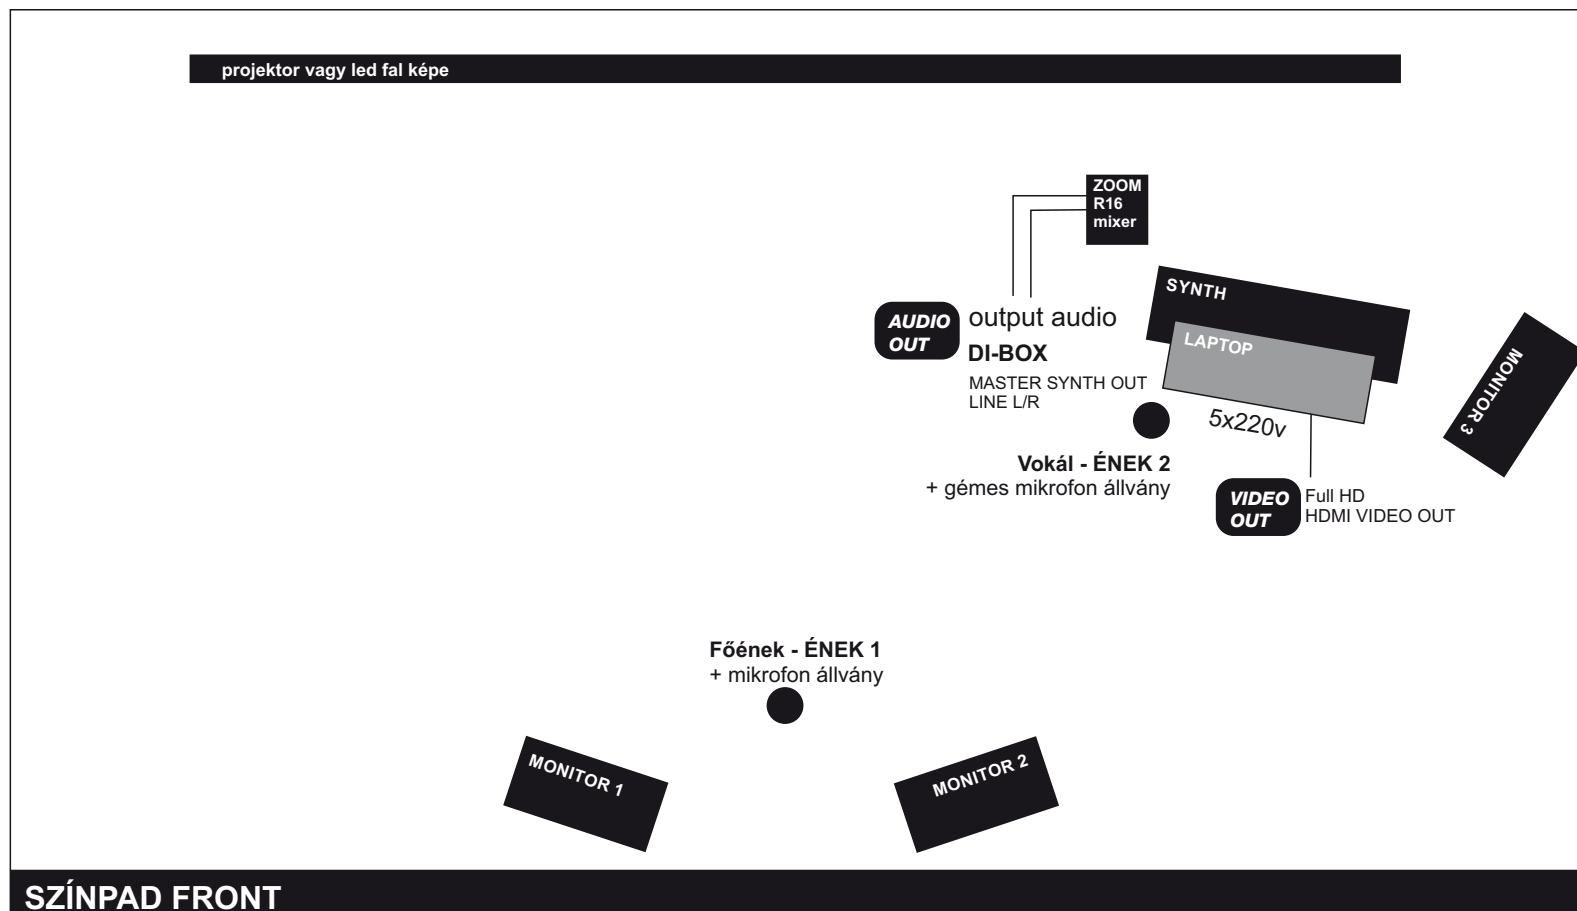 projektor vagy led fal képe
ZOOM
R16
mixer
SYNTH
LAPTOP
MONITOR 3
AUDIO
OUT
output audio
DI-BOX
MASTER SYNTH OUT
LINE L/R
5x220v
Vokál - ÉNEK 2
+ gémes mikrofon állvány
VIDEO
OUT
Full HD
HDMI VIDEO OUT
Főének - ÉNEK 1
+ mikrofon állvány
MONITOR 1
MONITOR 2
SZÍNPAD FRONT